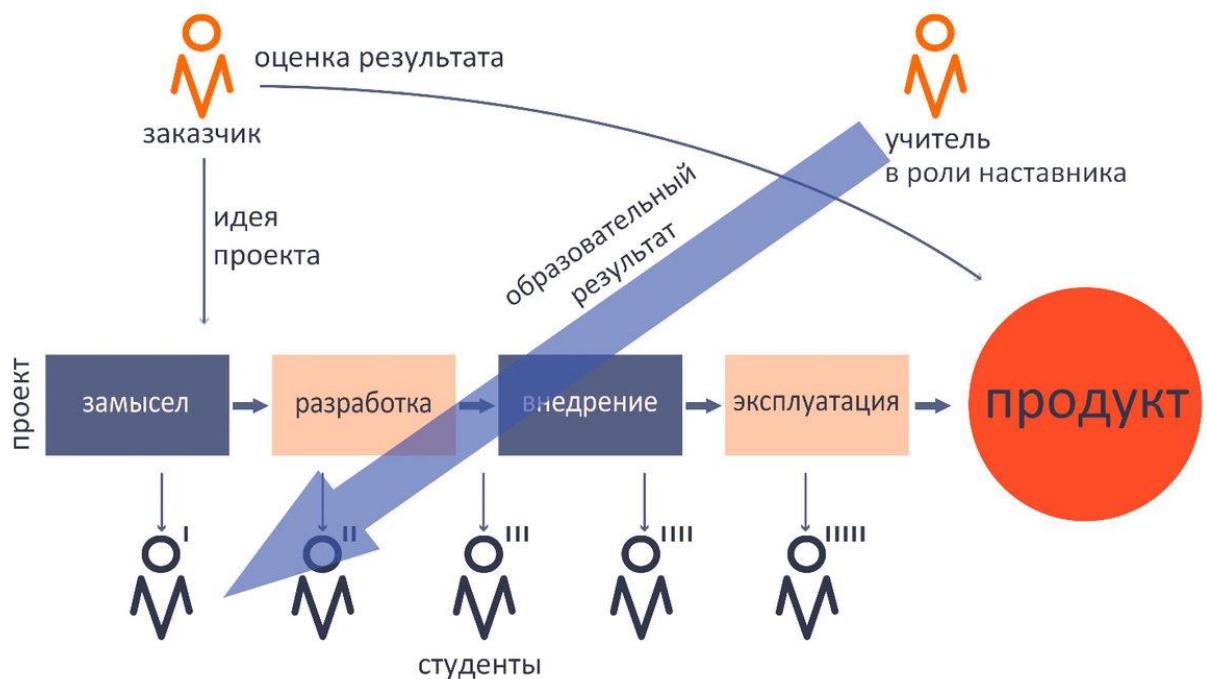 оценка результата
заказчик
учитель
в роли наставника
идея
проекта
образовательный
результат
проект
замысел
разработка
внедрение
эксплуатация
продукт
I
II
III
IIII
IIIII
студенты